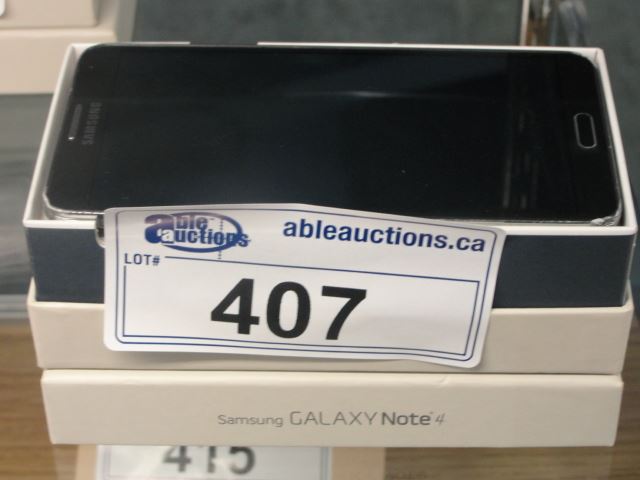 SAMSUNG
able auctions
ableauctions.ca
LOT#
407
Samsung GALAXY Note 4
415